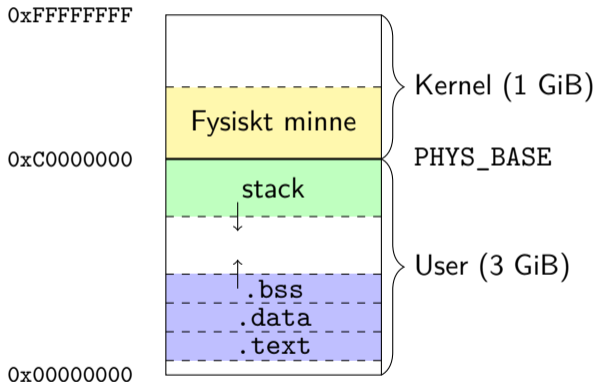 0xFFFFFFFF
Kernel (1 GiB)
Fysiskt minne
0xC0000000
PHYS_BASE
stack
User (3 GiB)
.bss
.data
.text
0x00000000